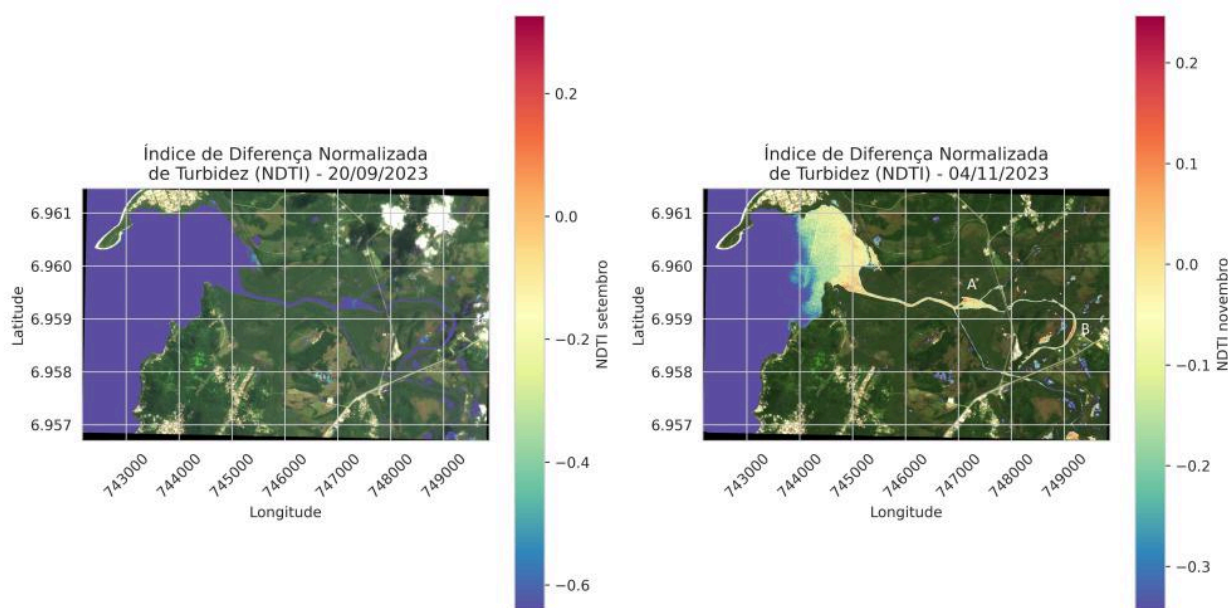 Índice de Diferença Normalizada
de Turbidez (NDTI) - 20/09/2023
6.961
6.960
6.959
6.958
6.957
Latitude
743000
744000
745000
746000
747000
748000
749000
Longitude
0.2
0.0
−0.2
−0.4
−0.6
NDTI setembro
Índice de Diferença Normalizada
de Turbidez (NDTI) - 04/11/2023
6.961
6.960
6.959
6.958
6.957
Latitude
A
B
743000
744000
745000
746000
747000
748000
749000
Longitude
0.2
0.1
0.0
−0.1
−0.2
−0.3
NDTI novembro